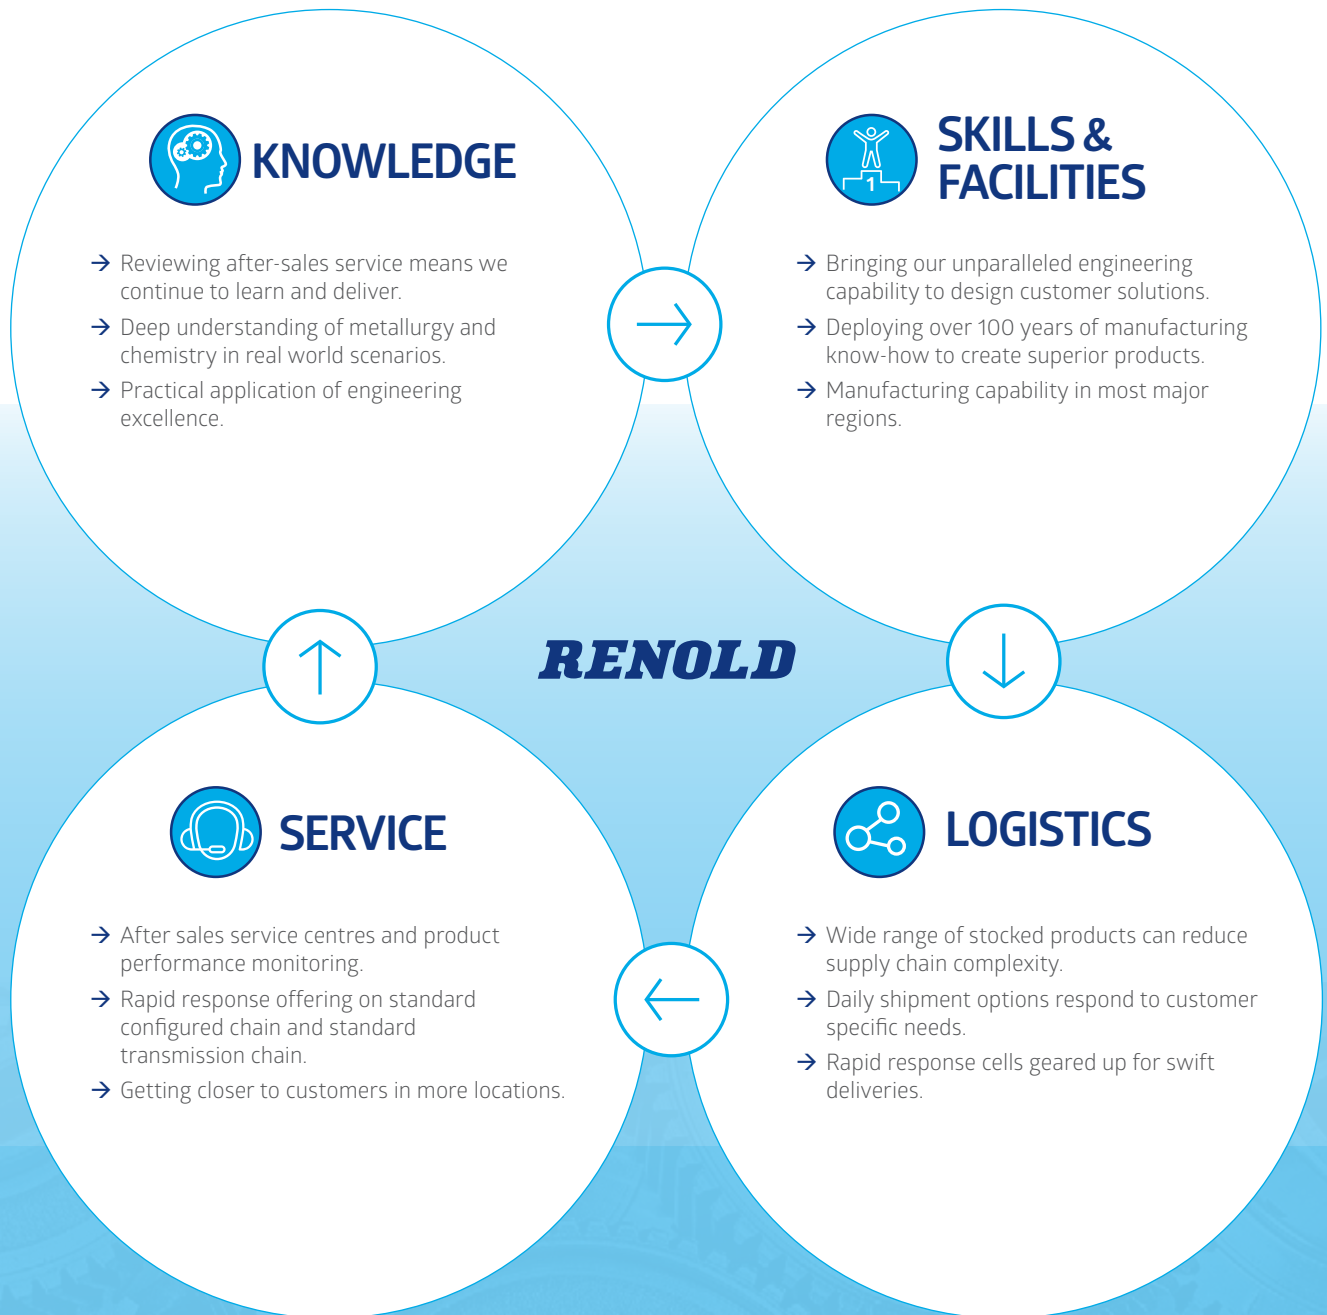 KNOWLEDGE
→ Reviewing after-sales service means we
continue to learn and deliver.
→ Deep understanding of metallurgy and
chemistry in real world scenarios.
→ Practical application of engineering
excellence.
SKILLS &
FACILITIES
1
→ Bringing our unparalleled engineering
capability to design customer solutions.
→ Deploying over 100 years of manufacturing
know-how to create superior products.
→ Manufacturing capability in most major
regions.
RENOLD
SERVICE
→ After sales service centres and product
performance monitoring.
→ Rapid response offering on standard
configured chain and standard
transmission chain.
→ Getting closer to customers in more locations.
LOGISTICS
→ Wide range of stocked products can reduce
supply chain complexity.
→ Daily shipment options respond to customer
specific needs.
→ Rapid response cells geared up for swift
deliveries.